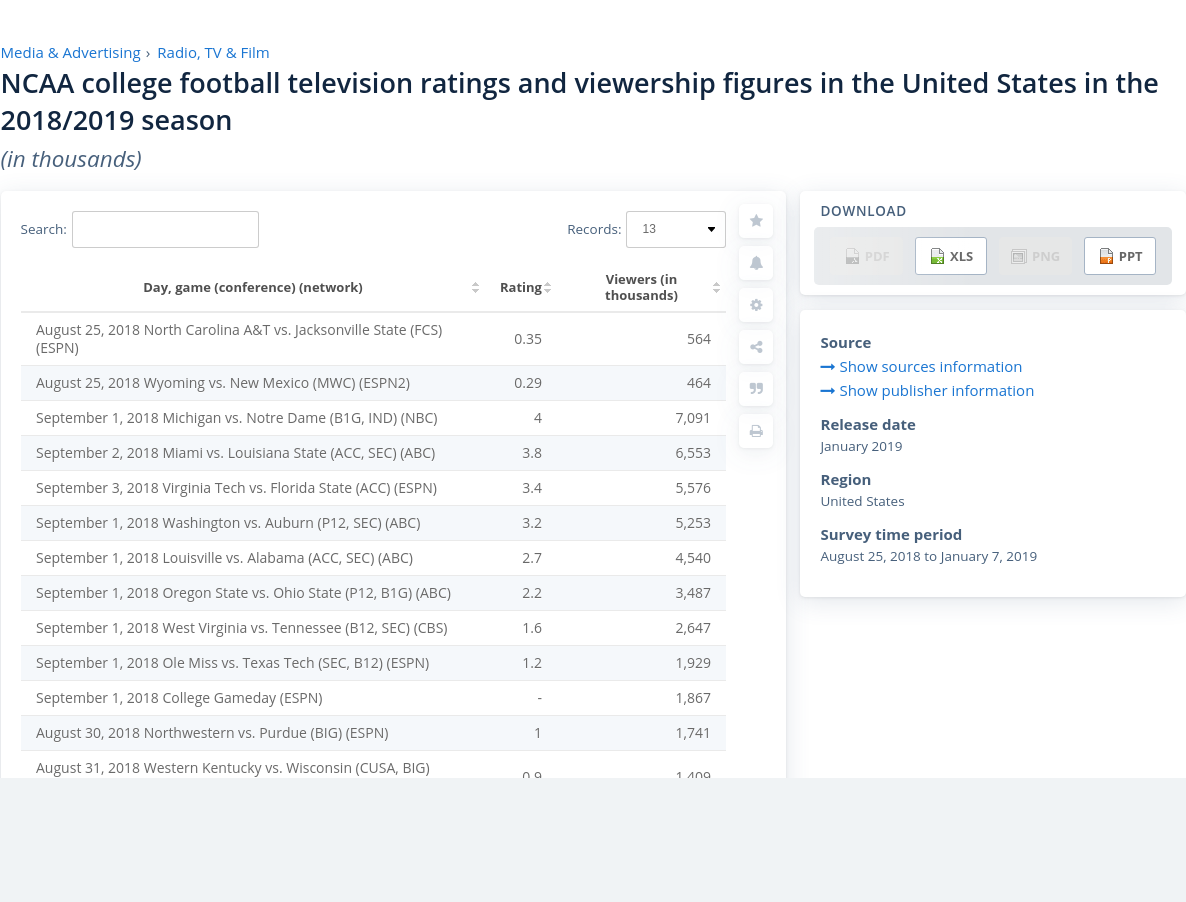 Media & Advertising › Radio, TV & Film
NCAA college football television ratings and viewership figures in the United States in the
2018/2019 season
(in thousands)
Search:
Records: 13
Day, game (conference) (network) Rating Viewers (in thousands)
August 25, 2018 North Carolina A&T vs. Jacksonville State (FCS)
(ESPN) 0.35 564
August 25, 2018 Wyoming vs. New Mexico (MWC) (ESPN2) 0.29 464
September 1, 2018 Michigan vs. Notre Dame (B1G, IND) (NBC) 4 7,091
September 2, 2018 Miami vs. Louisiana State (ACC, SEC) (ABC) 3.8 6,553
September 3, 2018 Virginia Tech vs. Florida State (ACC) (ESPN) 3.4 5,576
September 1, 2018 Washington vs. Auburn (P12, SEC) (ABC) 3.2 5,253
September 1, 2018 Louisville vs. Alabama (ACC, SEC) (ABC) 2.7 4,540
September 1, 2018 Oregon State vs. Ohio State (P12, B1G) (ABC) 2.2 3,487
September 1, 2018 West Virginia vs. Tennessee (B12, SEC) (CBS) 1.6 2,647
September 1, 2018 Ole Miss vs. Texas Tech (SEC, B12) (ESPN) 1.2 1,929
September 1, 2018 College Gameday (ESPN) - 1,867
August 30, 2018 Northwestern vs. Purdue (BIG) (ESPN) 1 1,741
August 31, 2018 Western Kentucky vs. Wisconsin (CUSA, BIG)
0.9 1,409
DOWNLOAD
PDF XLS PNG PPT
Source
Show sources information
Show publisher information
Release date
January 2019
Region
United States
Survey time period
August 25, 2018 to January 7, 2019